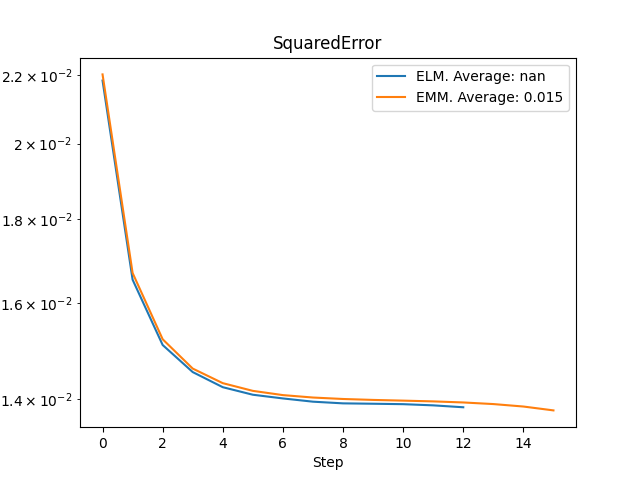 SquaredError
ELM. Average: nan
EMM. Average: 0.015
2.2 × 10⁻²
2 × 10⁻²
1.8 × 10⁻²
1.6 × 10⁻²
1.4 × 10⁻²
0 2 4 6 8 10 12 14
Step